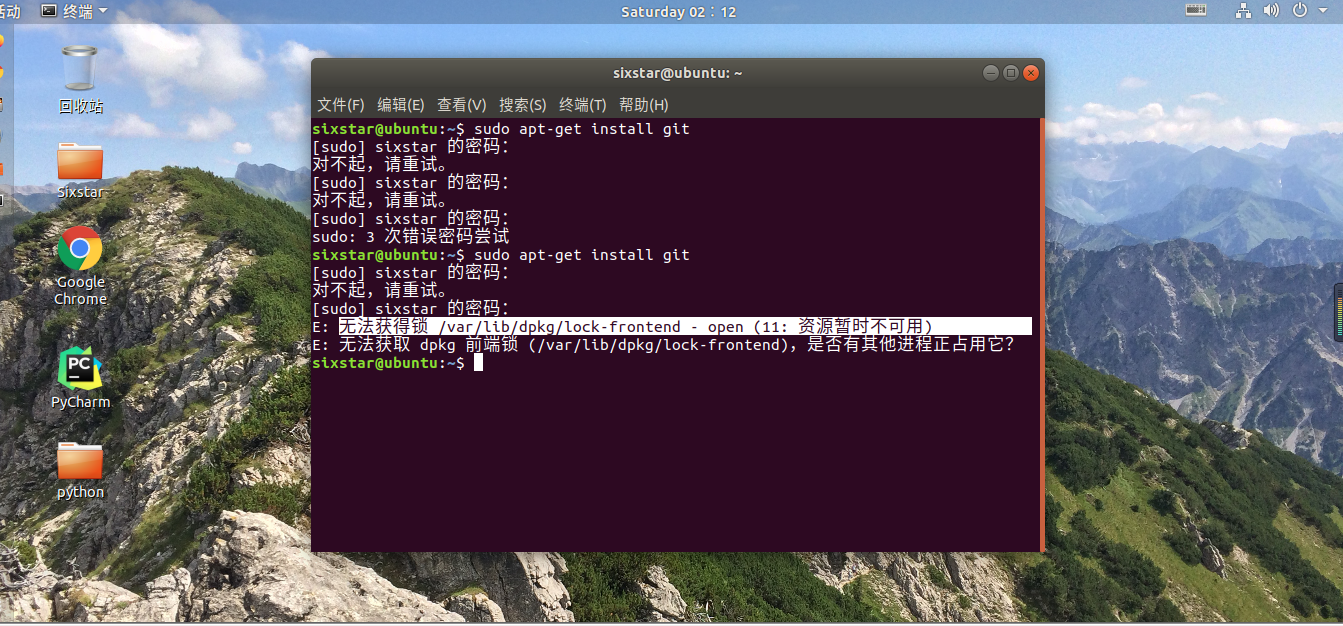 活动 终端 Saturday 02：12
回收站
Sixstar
Google
Chrome
PC
PyCharm
python
sixstar@ubuntu: ~
文件(F) 编辑(E) 查看(V) 搜索(S) 终端(T) 帮助(H)
sixstar@ubuntu:~$ sudo apt-get install git
[sudo] sixstar 的密码：
对不起，请重试。
[sudo] sixstar 的密码：
对不起，请重试。
[sudo] sixstar 的密码：
sudo: 3 次错误密码尝试
sixstar@ubuntu:~$ sudo apt-get install git
[sudo] sixstar 的密码：
对不起，请重试。
[sudo] sixstar 的密码：
E: 无法获得锁 /var/lib/dpkg/lock-frontend - open (11: 资源暂时不可用)
E: 无法获取 dpkg 前端锁 (/var/lib/dpkg/lock-frontend)，是否有其他进程正占用它？
sixstar@ubuntu:~$